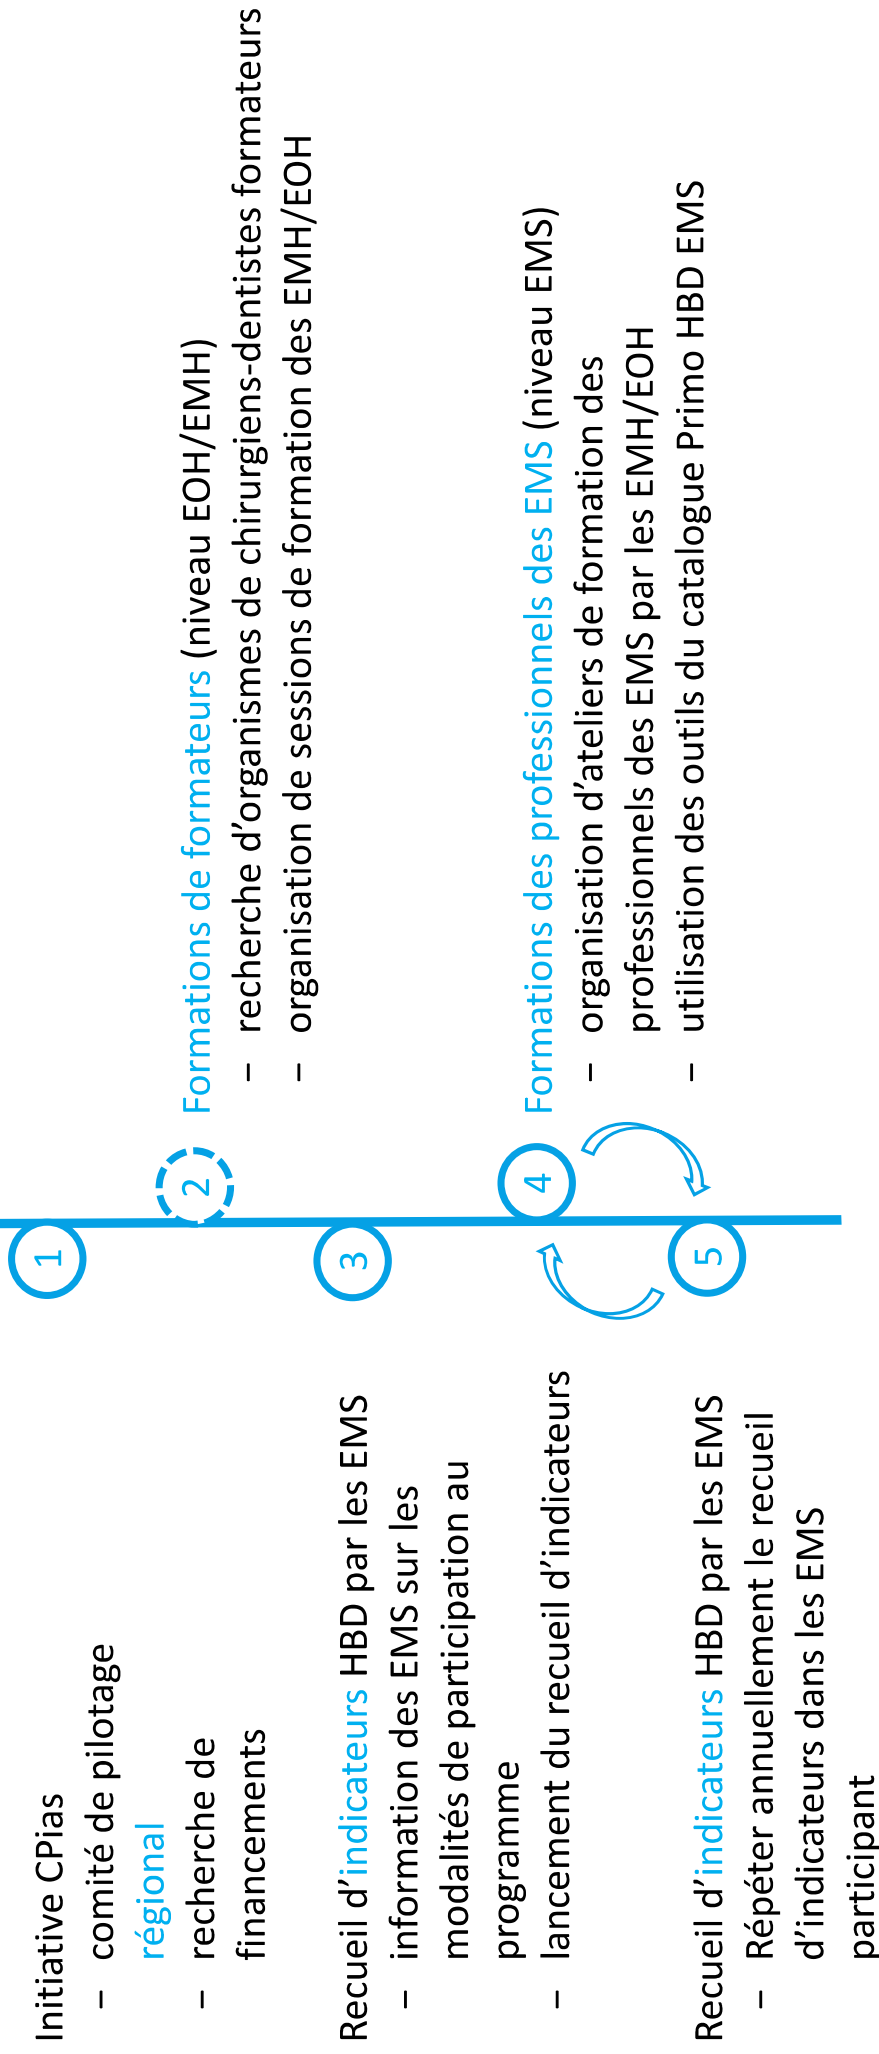 Initiative CPias
– comité de pilotage
régional
– recherche de
financements
1
2
Formations de formateurs (niveau EOH/EMH)
– recherche d’organismes de chirurgiens-dentistes formateurs
– organisation de sessions de formation des EMH/EOH
Recueil d’indicateurs HBD par les EMS
– information des EMS sur les
modalités de participation au
programme
– lancement du recueil d’indicateurs
3
4
Formations des professionnels des EMS (niveau EMS)
– organisation d’ateliers de formation des
professionnels des EMS par les EMH/EOH
– utilisation des outils du catalogue Primo HBD EMS
Recueil d’indicateurs HBD par les EMS
– Répéter annuellement le recueil
d’indicateurs dans les EMS
participant
5